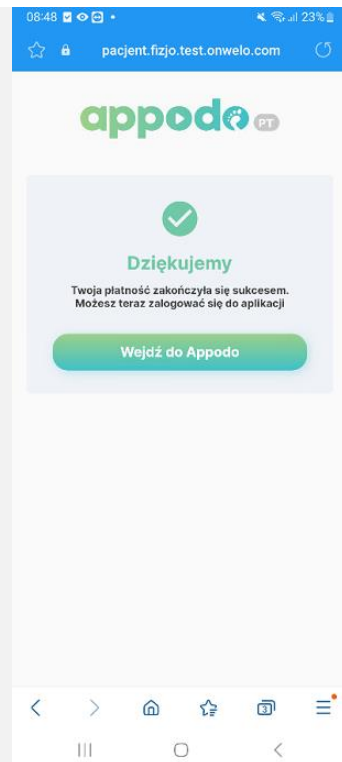 08:48
23%
pacjent.fizjo.test.onwelo.com
appodo PT
Dziękujemy
Twoja płatność zakończyła się sukcesem.
Możesz teraz zalogować się do aplikacji
Wejdź do Appodo
3